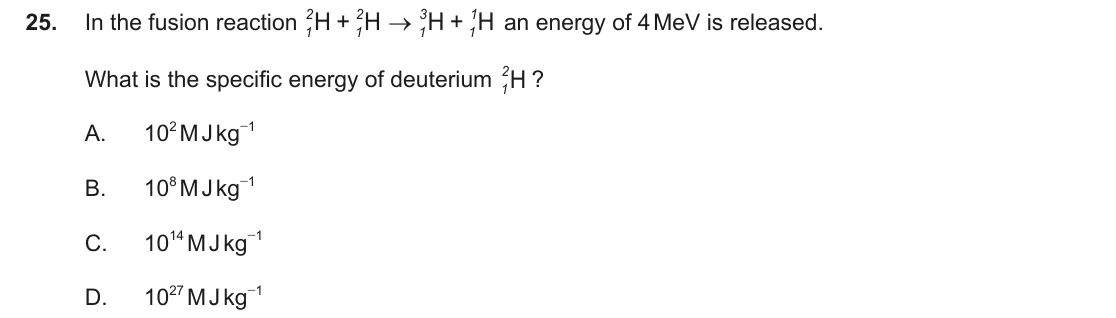 25. In the fusion reaction ²₁H + ²₁H → ³₁H + ¹₁H an energy of 4 MeV is released.
What is the specific energy of deuterium ²₁H ?
A. 10² MJ kg⁻¹
B. 10⁸ MJ kg⁻¹
C. 10¹⁴ MJ kg⁻¹
D. 10²⁷ MJ kg⁻¹